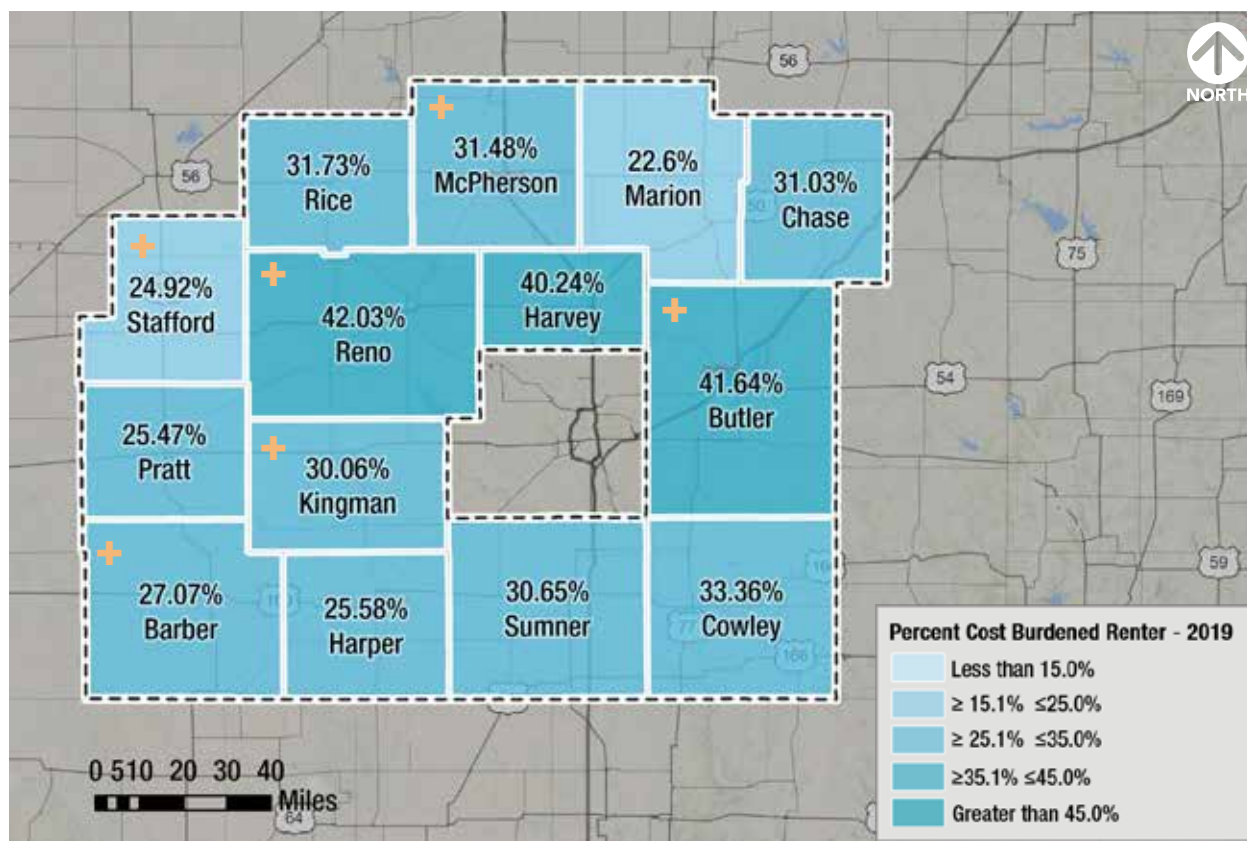 56
NORTH
31.48%
McPherson
22.6%
Marion
31.73%
Rice
31.03%
Chase
56
50
75
24.92%
Stafford
42.03%
Reno
40.24%
Harvey
41.64%
Butler
54
169
25.47%
Pratt
30.06%
Kingman
27.07%
Barber
25.58%
Harper
30.65%
Sumner
33.36%
Cowley
59
77
166
Percent Cost Burdened Renter - 2019
Less than 15.0%
≥ 15.1% ≤25.0%
≥ 25.1% ≤35.0%
≥35.1% ≤45.0%
Greater than 45.0%
0 510 20 30 40
Miles
64